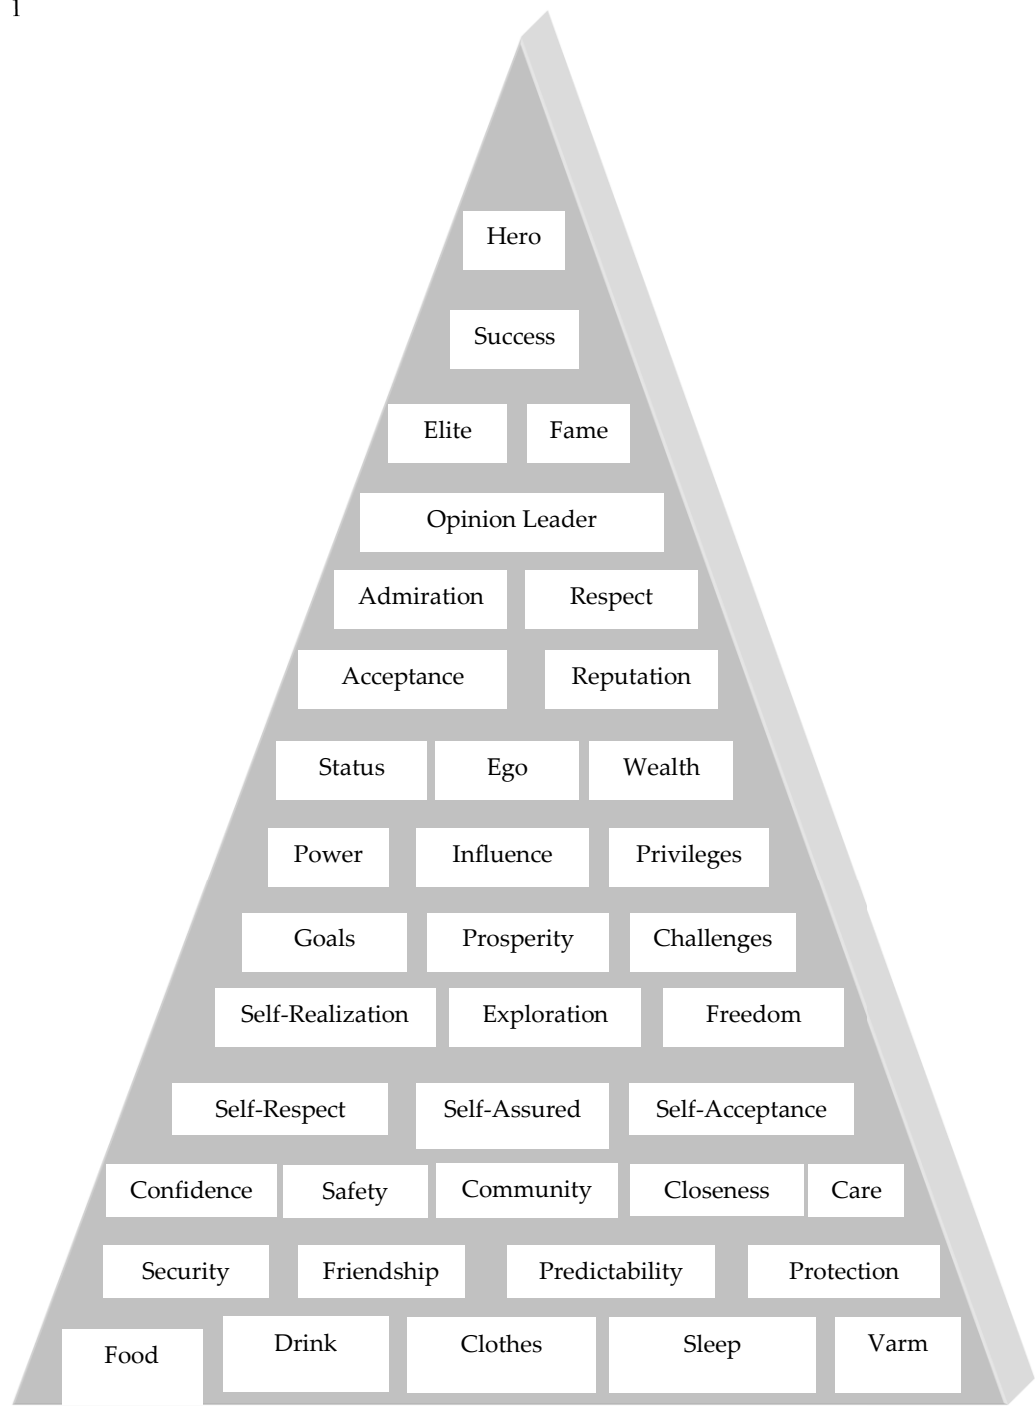 1
Hero
Success
Elite Fame
Opinion Leader
Admiration Respect
Acceptance Reputation
Status Ego Wealth
Power Influence Privileges
Goals Prosperity Challenges
Self-Realization Exploration Freedom
Self-Respect Self-Assured Self-Acceptance
Confidence Safety Community Closeness Care
Security Friendship Predictability Protection
Food Drink Clothes Sleep Varm